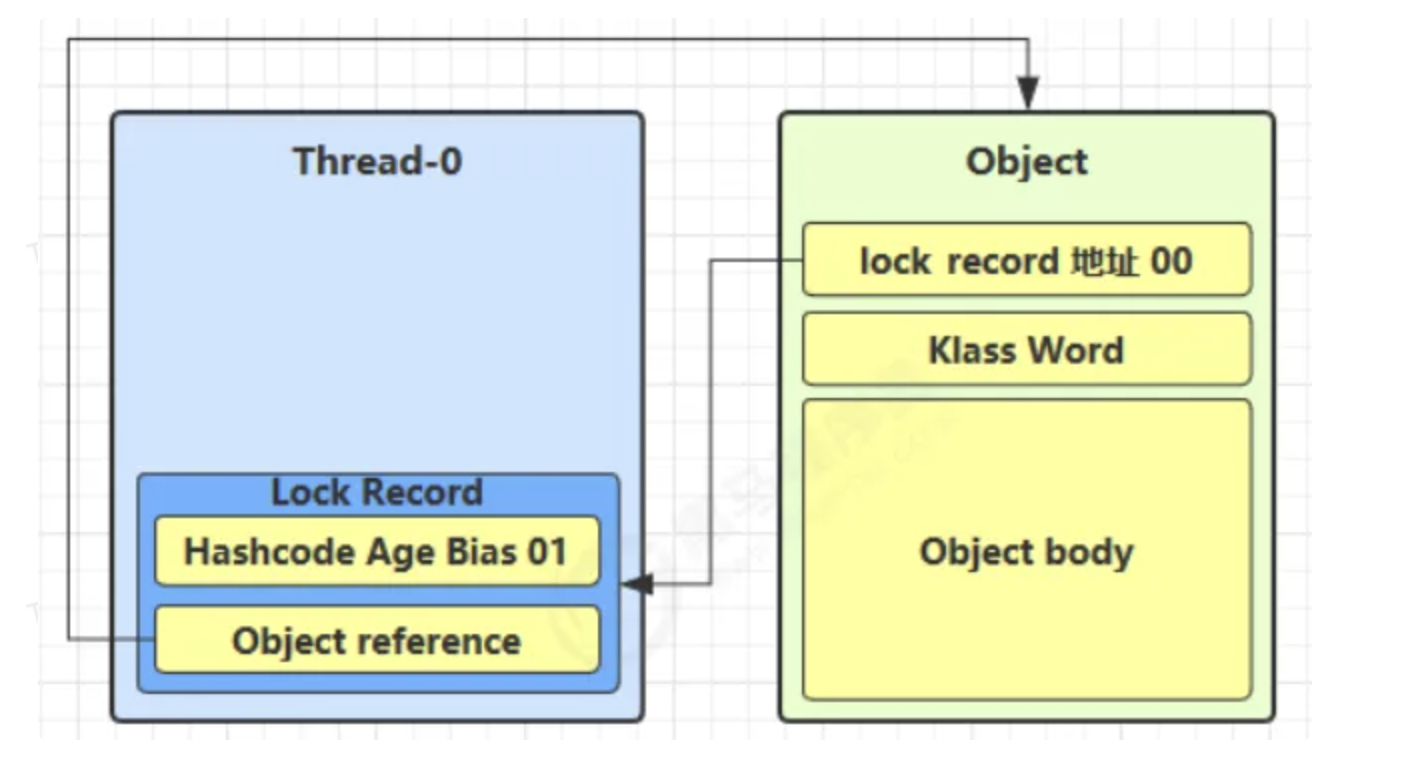 Thread-0
Lock Record
Hashcode Age Bias 01
Object reference
Object
lock record 地址 00
Klass Word
Object body